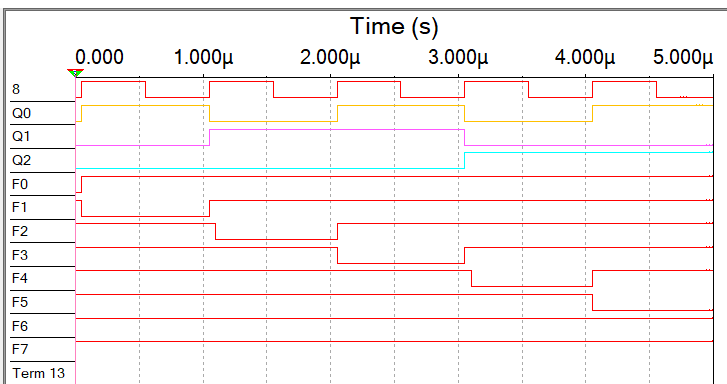 Time (s)
0.000 1.000µ 2.000µ 3.000µ 4.000µ 5.000µ
8
Q0
Q1
Q2
F0
F1
F2
F3
F4
F5
F6
F7
Term 13